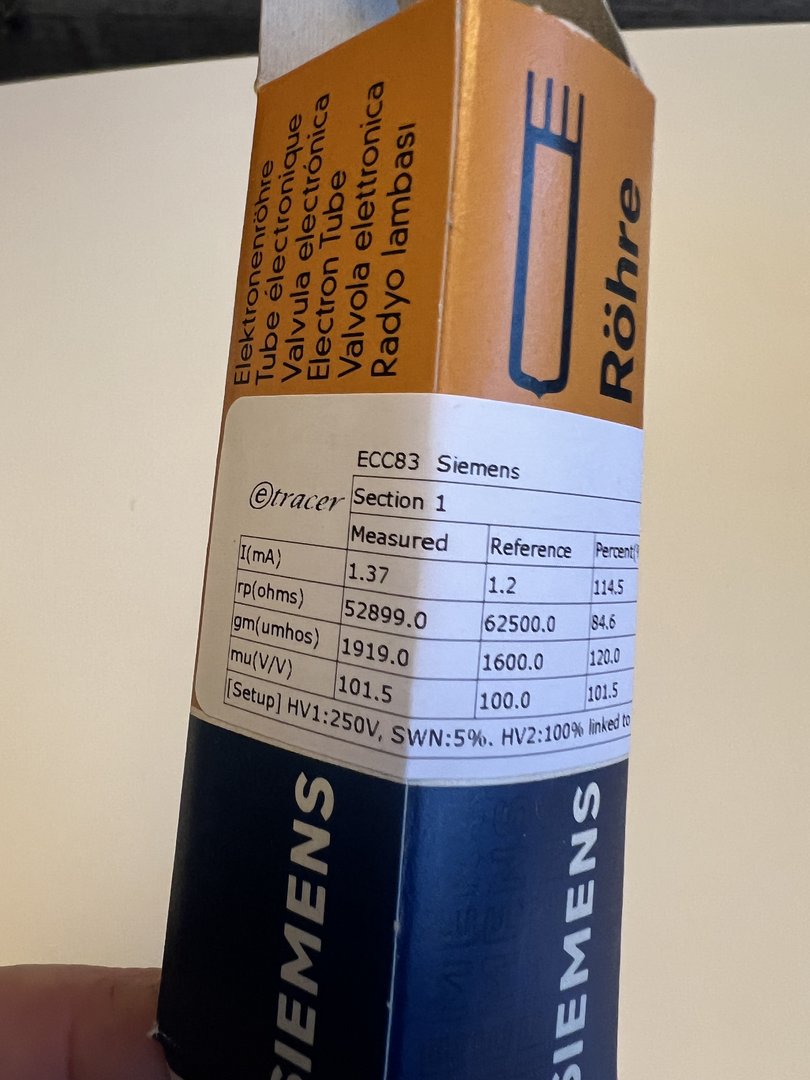 Elektronenröhre
Tube électronique
Valvula electrónica
Electron Tube
Valvola elettronica
Radyo lambası
Röhre
ECC83 Siemens
etracer
Section 1
Measured Reference Percent(%
I(mA) 1.37 1.2 114.5
rp(ohms) 52899.0 62500.0 84.6
gm(umhos) 1919.0 1600.0 120.0
mu(V/V) 101.5 100.0 101.5
[Setup] HV1:250V, SWN:5%. HV2:100% linked to
SIEMENS
SIEMENS